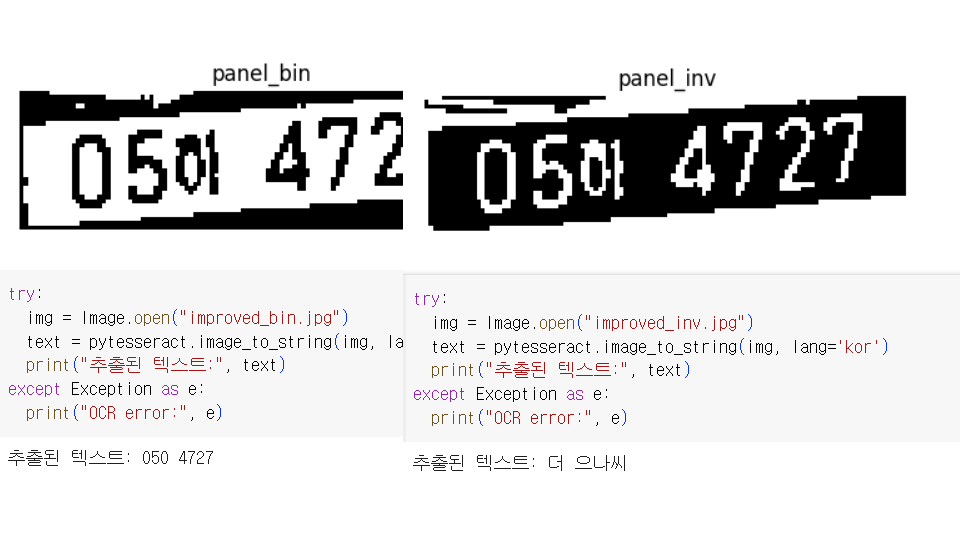 panel_bin
05어 472
try:
img = Image.open("improved_bin.jpg")
text = pytesseract.image_to_string(img, la
print("추출된 텍스트:", text)
except Exception as e:
print("OCR error:", e)
추출된 텍스트: 050 4727
panel_inv
05어 4727
try:
img = Image.open("improved_inv.jpg")
text = pytesseract.image_to_string(img, lang='kor')
print("추출된 텍스트:", text)
except Exception as e:
print("OCR error:", e)
추출된 텍스트: 더 으나씨